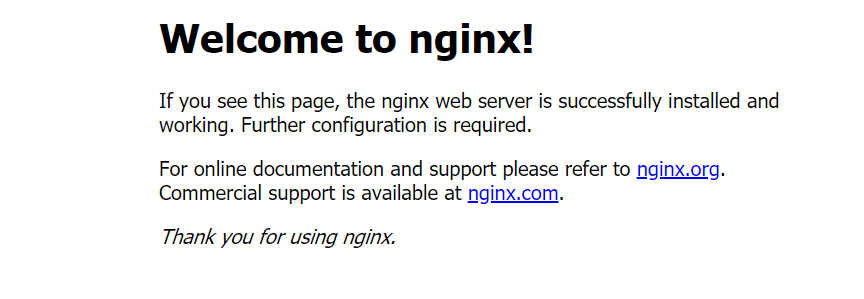 Welcome to nginx!
If you see this page, the nginx web server is successfully installed and
working. Further configuration is required.
For online documentation and support please refer to nginx.org.
Commercial support is available at nginx.com.
Thank you for using nginx.